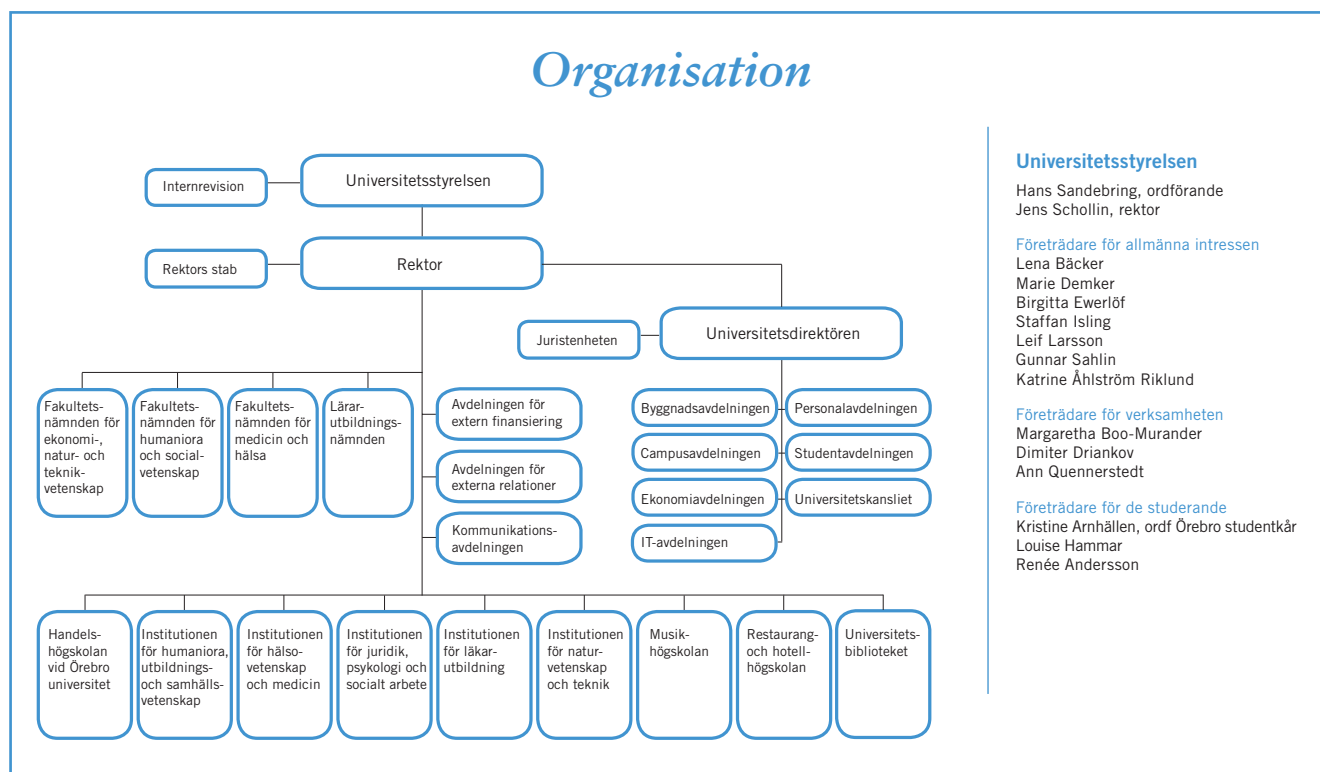 Organisation
Internrevision
Universitetsstyrelsen
Rektors stab
Rektor
Juristenheten
Universitetsdirektören
Fakultets-
nämnden för
ekonomi-,
natur- och
teknik-
vetenskap
Fakultets-
nämnden för
humaniora
och social-
vetenskap
Fakultets-
nämnden för
medicin och
hälsa
Lärar-
utbildnings-
nämnden
Avdelningen för
extern finansiering
Avdelningen för
externa relationer
Kommunikations-
avdelningen
Byggnadsavdelningen
Personalavdelningen
Campusavdelningen
Studentavdelningen
Ekonomiavdelningen
Universitetskansliet
IT-avdelningen
Handels-
högskolan
vid Örebro
universitet
Institutionen
för humaniora,
utbildnings-
och samhälls-
vetenskap
Institutionen
för hälso-
vetenskap
och medicin
Institutionen
för juridik,
psykologi och
socialt arbete
Institutionen
för läkar-
utbildning
Institutionen
för natur-
vetenskap
och teknik
Musik-
högskolan
Restaurang-
och hotell-
högskolan
Universitets-
biblioteket
Universitetsstyrelsen
Hans Sandebring, ordförande
Jens Schollin, rektor
Företrädare för allmänna intressen
Lena Bäcker
Marie Demker
Birgitta Ewerlöf
Staffan Isling
Leif Larsson
Gunnar Sahlin
Katrine Åhlström Riklund
Företrädare för verksamheten
Margaretha Boo-Murander
Dimiter Driankov
Ann Quennerstedt
Företrädare för de studerande
Kristine Arnhällen, ordf Örebro studentkår
Louise Hammar
Renée Andersson